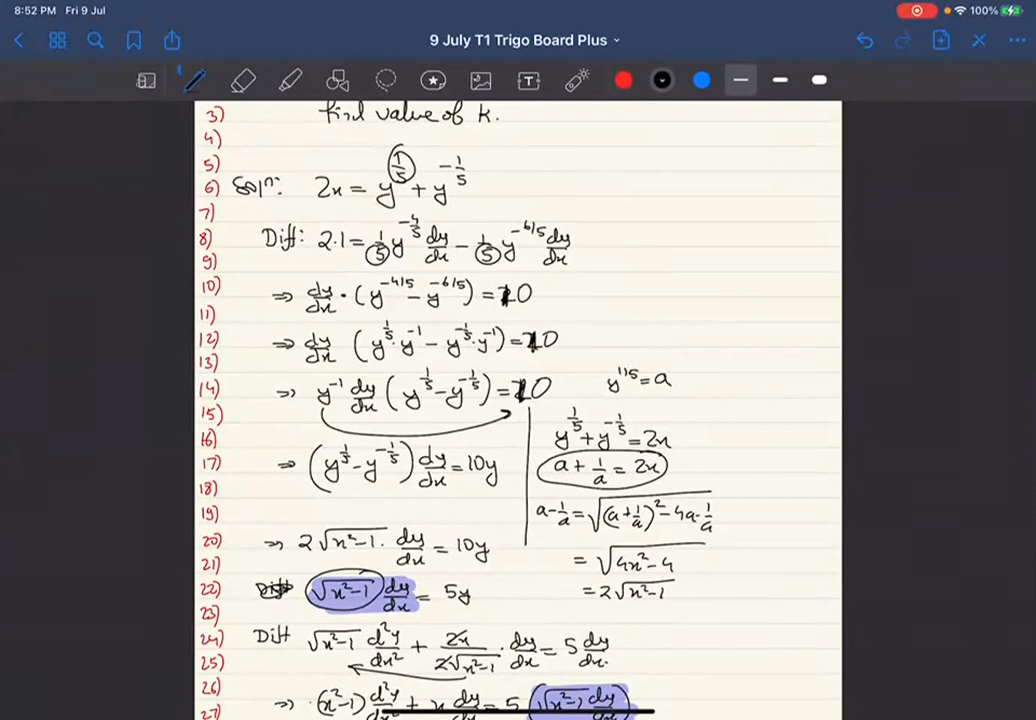 8:52 PM Fri 9 Jul
100%
9 July T1 Trigo Board Plus
3) find value of k.
4)
5)
6) Solⁿ: 2x = y^{1/5} + y^{-1/5}
7)
8) Diff: 2·1 = 1/5 y^{-4/5} dy/dx - 1/5 y^{-6/5} dy/dx
9)
10) ⇒ dy/dx · (y^{-4/5} - y^{-6/5}) = 10
11)
12) ⇒ dy/dx (y^{1/5}·y^{-1} - y^{-1/5}·y^{-1}) = 10
13)
14) ⇒ y^{-1} dy/dx (y^{1/5} - y^{-1/5}) = 10
15)
16)
17) ⇒ (y^{1/5} - y^{-1/5}) dy/dx = 10y
18)
19)
20) ⇒ 2√(x²-1) · dy/dx = 10y
21)
22) √(x²-1) dy/dx = 5y
23)
24) Diff √(x²-1) d²y/dx² + 2x/2√(x²-1) · dy/dx = 5 dy/dx.
25)
26) ⇒ (x²-1) d²y/dx² + x dy/dx = 5 (√(x²-1) dy/dx)
27)
y^{1/5} = a
y^{1/5} + y^{-1/5} = 2x
a + 1/a = 2x
a - 1/a = √((a + 1/a)² - 4a·1/a)
= √(4x² - 4)
= 2√(x²-1)